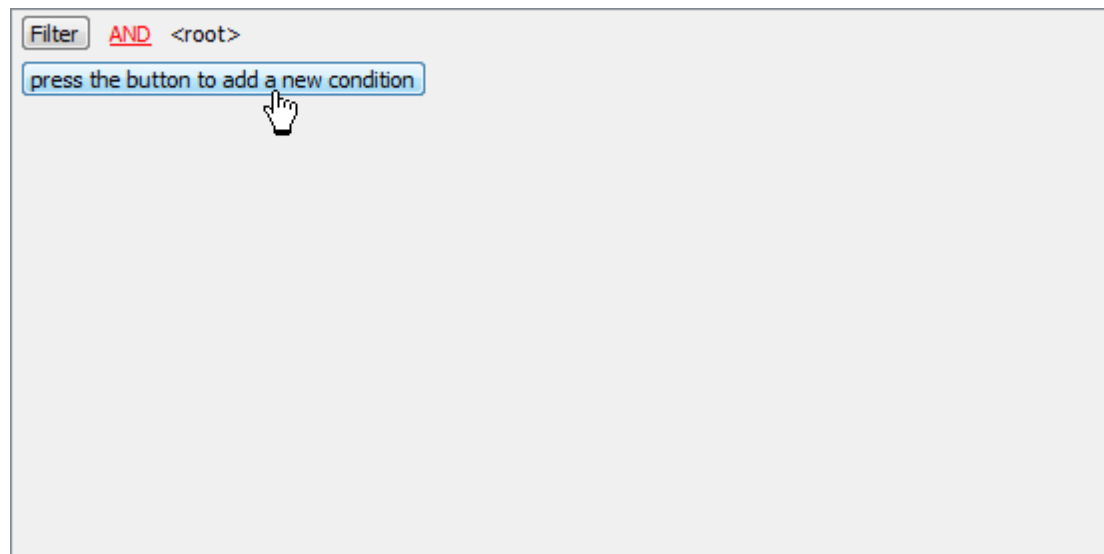 Filter AND <root>
press the button to add a new condition